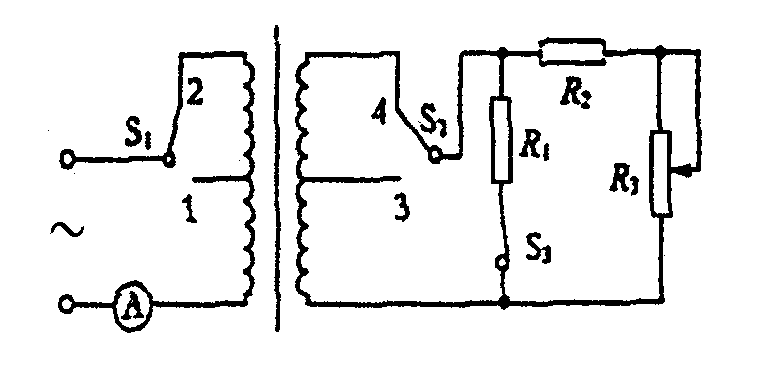 2
4
S₂
R₂
S₁
R₁
R₃
1
3
~
S₃
A